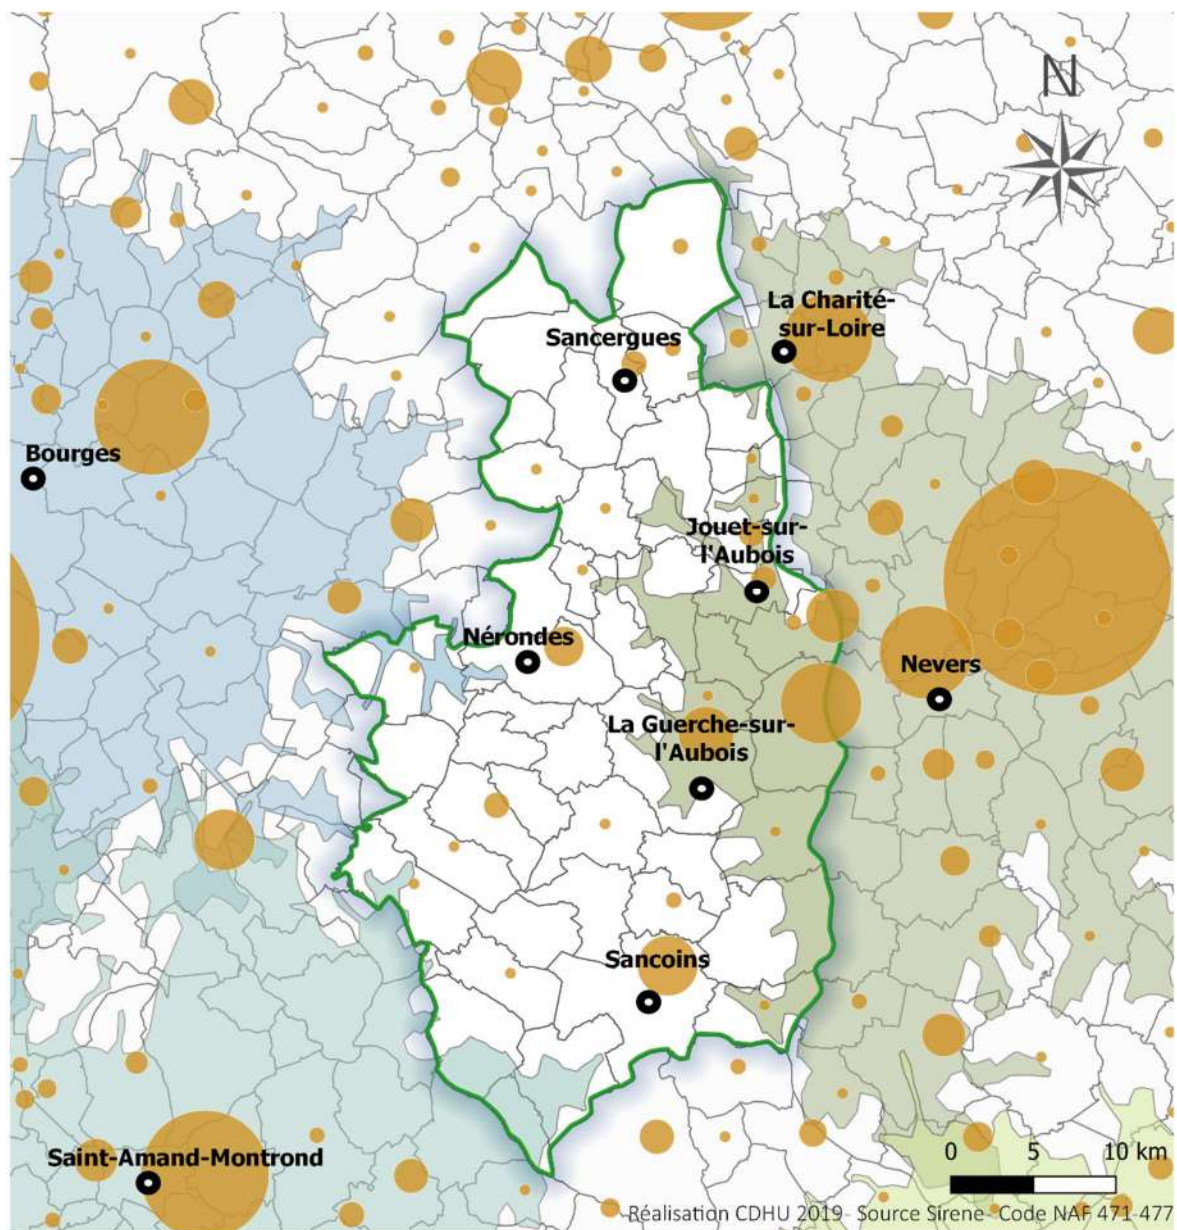 N
La Charité-
sur-Loire
Sancergues
Bourges
Jouet-sur-
l'Aubois
Nérondes
Nevers
La Guerche-sur-
l'Aubois
Sancoins
Saint-Amand-Montrond
0 5 10 km
Réalisation CDHU 2019- Source Sirene- Code NAF 471-477